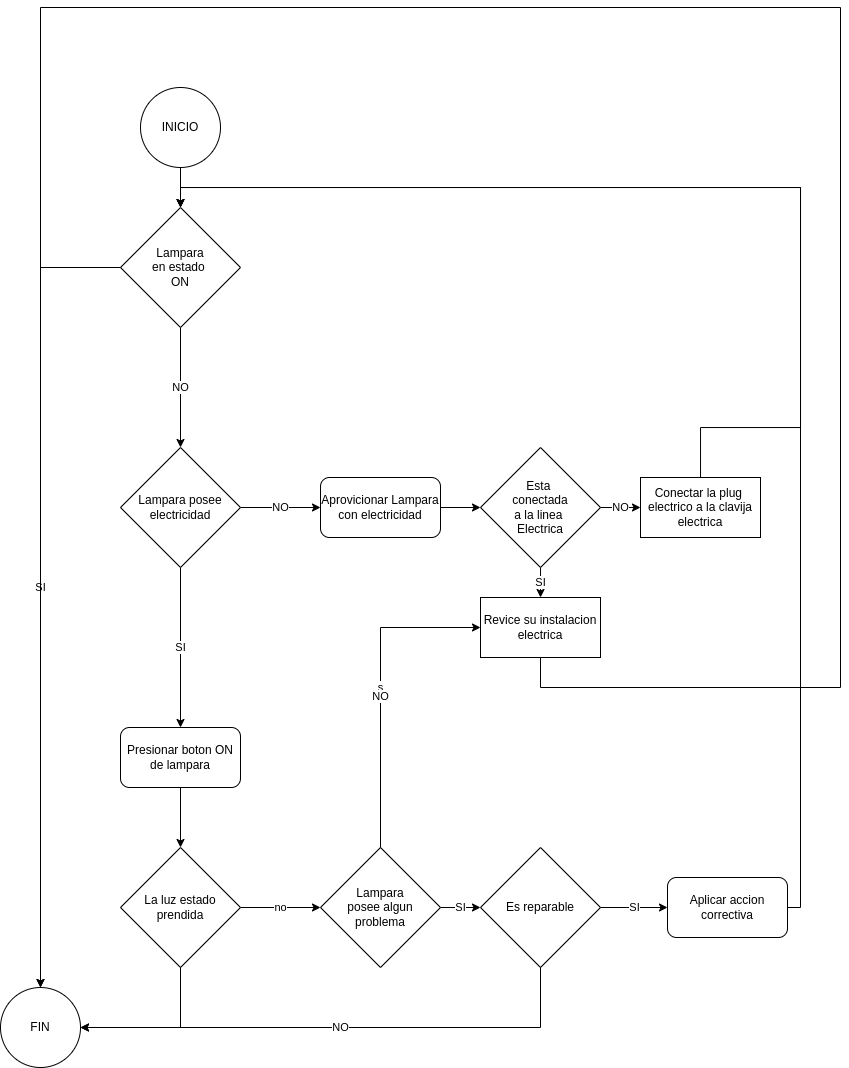 INICIO
Lampara
en estado
ON
NO
Lampara posee
electricidad
NO
Aprovicionar Lampara
con electricidad
Esta
conectada
a la linea
Electrica
NO
Conectar la plug
electrico a la clavija
electrica
SI
SI
Revice su instalacion
electrica
SI
s
NO
Presionar boton ON
de lampara
La luz estado
prendida
no
Lampara
posee algun
problema
SI
Es reparable
SI
Aplicar accion
correctiva
FIN
NO